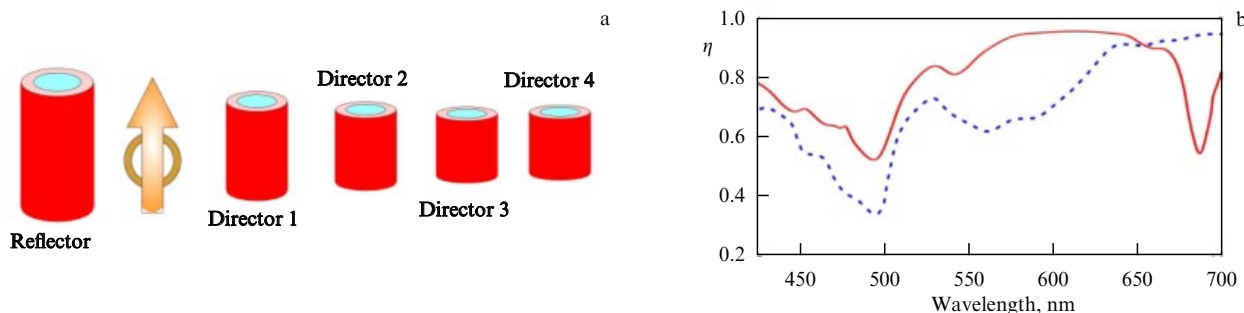 a
Director 2
Director 4
Director 1
Director 3
Reflector
b
η
1.0
0.8
0.6
0.4
0.2
450 500 550 600 650 700
Wavelength, nm